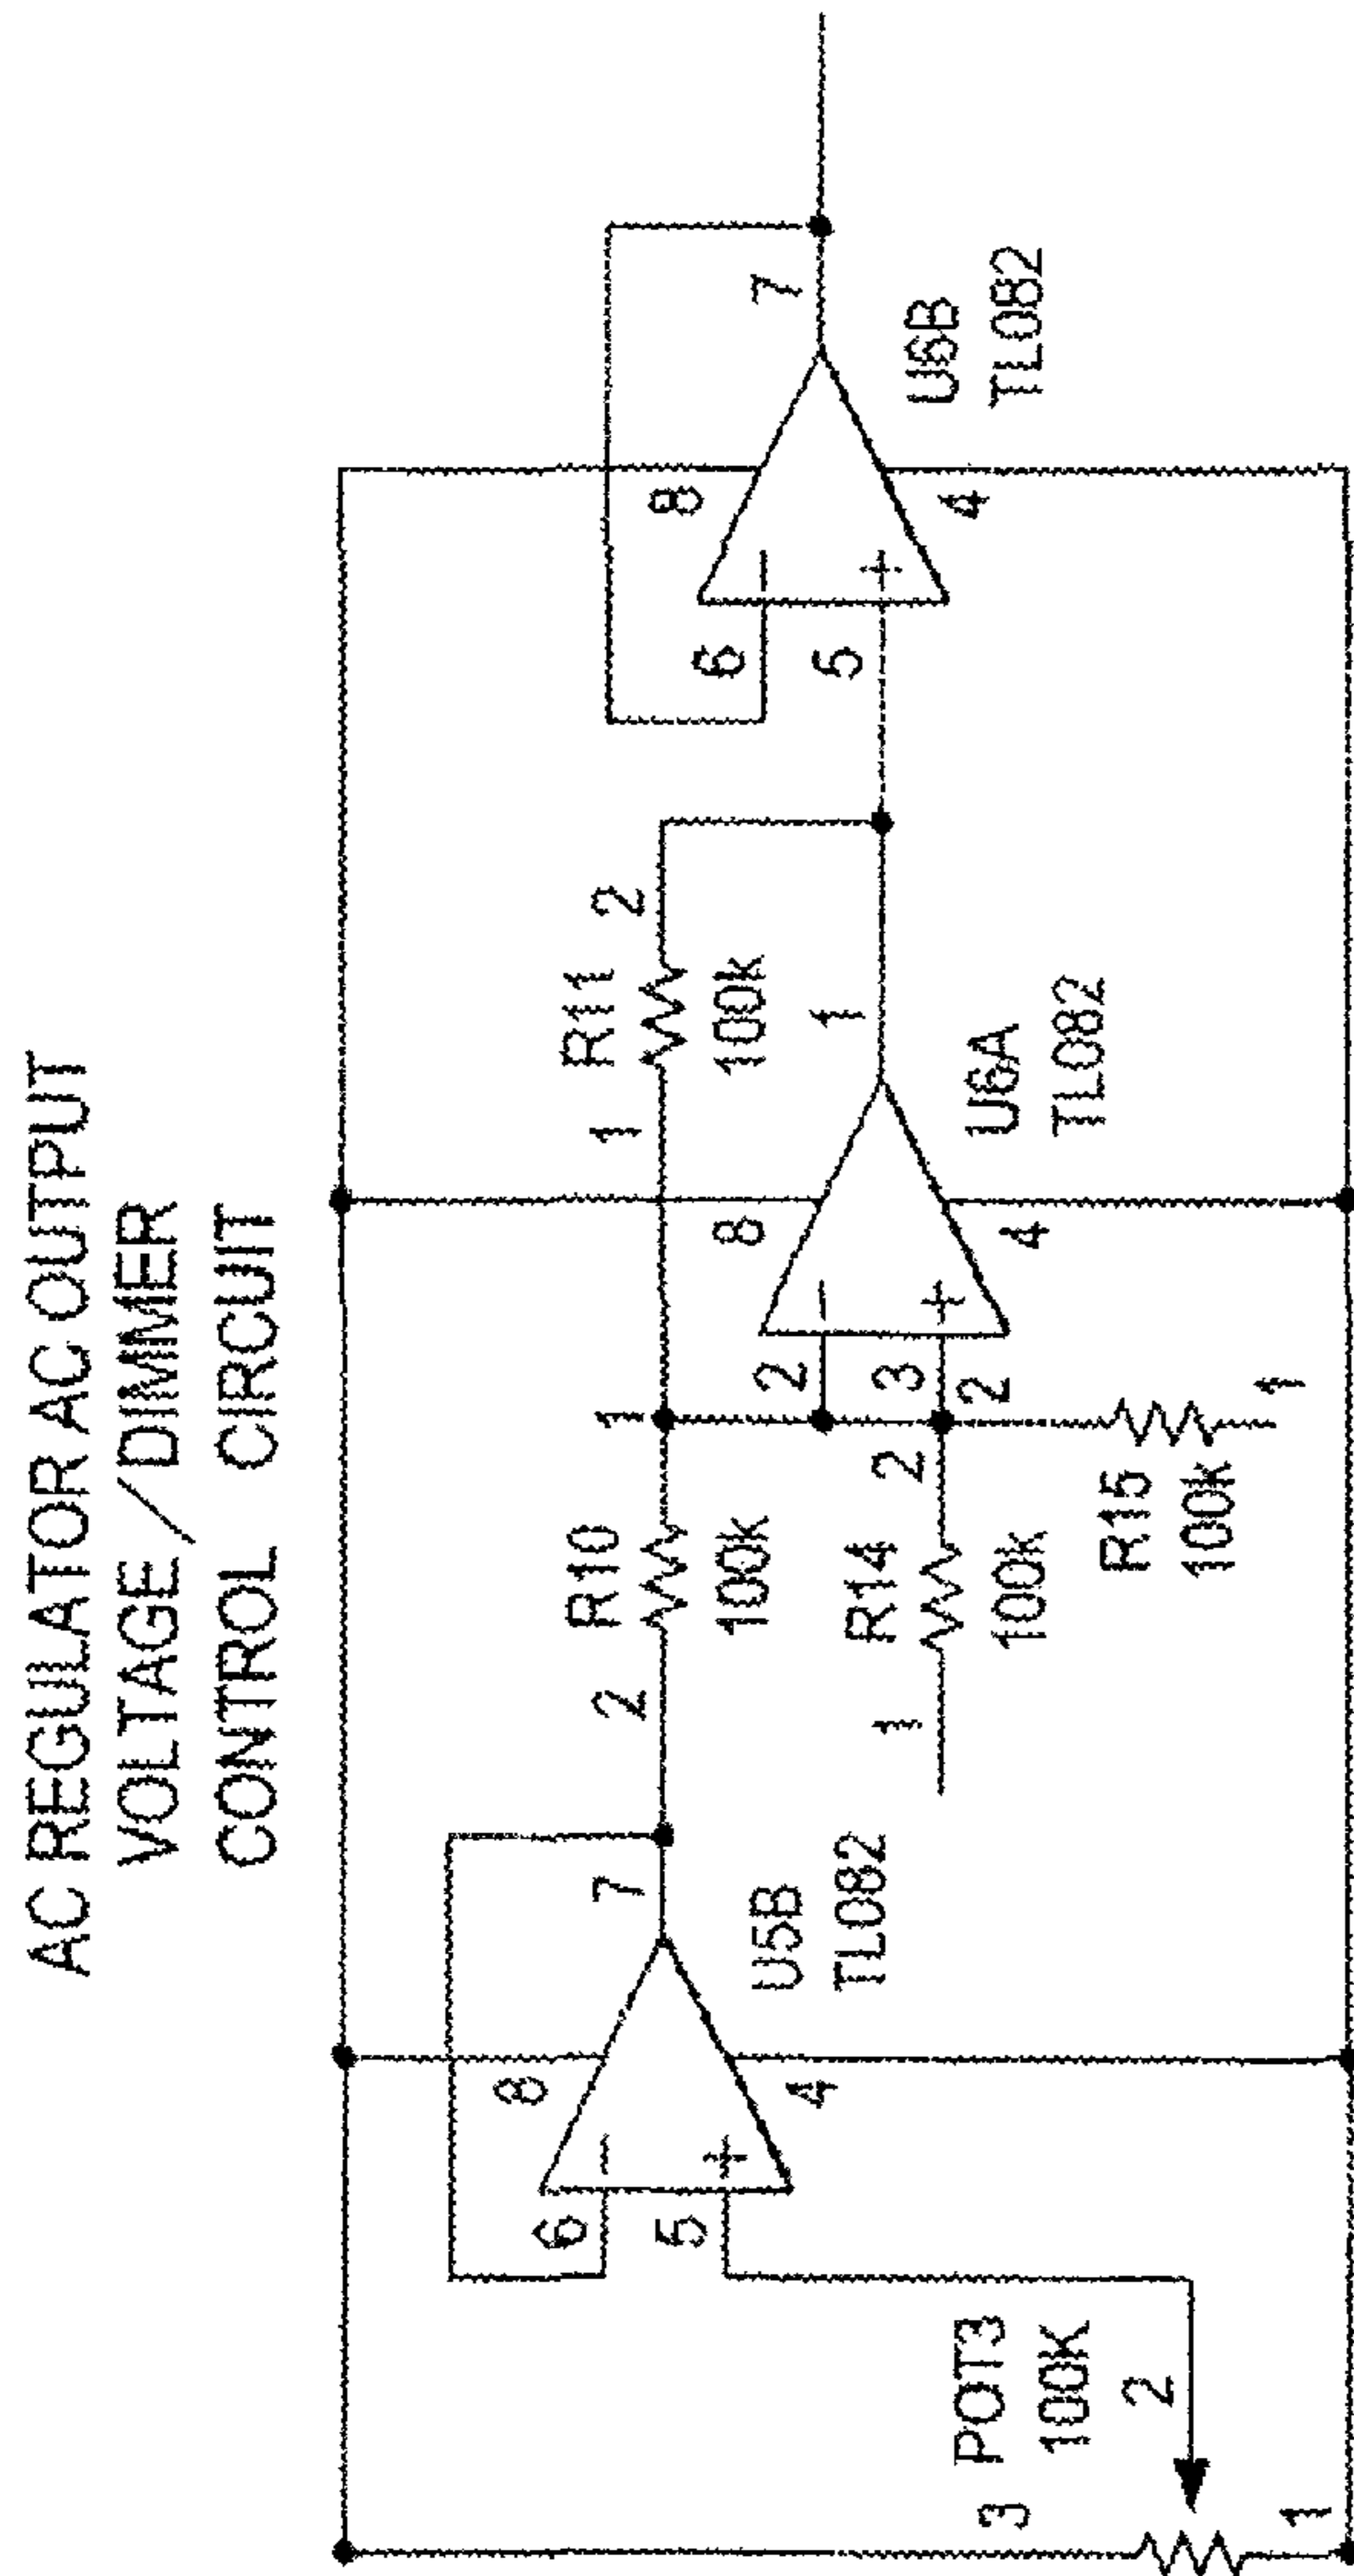 AC REGULATOR AC OUTPUT
VOLTAGE / DIMMER
CONTROL CIRCUIT
3
POT3
100K
2
1
6
5
8
4
7
U5B
TL082
2
R10
100k
1
1
R14
100k
2
2
R15
100k
1
2
3
8
4
1
U6A
TL082
1
R11
100k
2
6
5
8
4
7
U6B
TL082